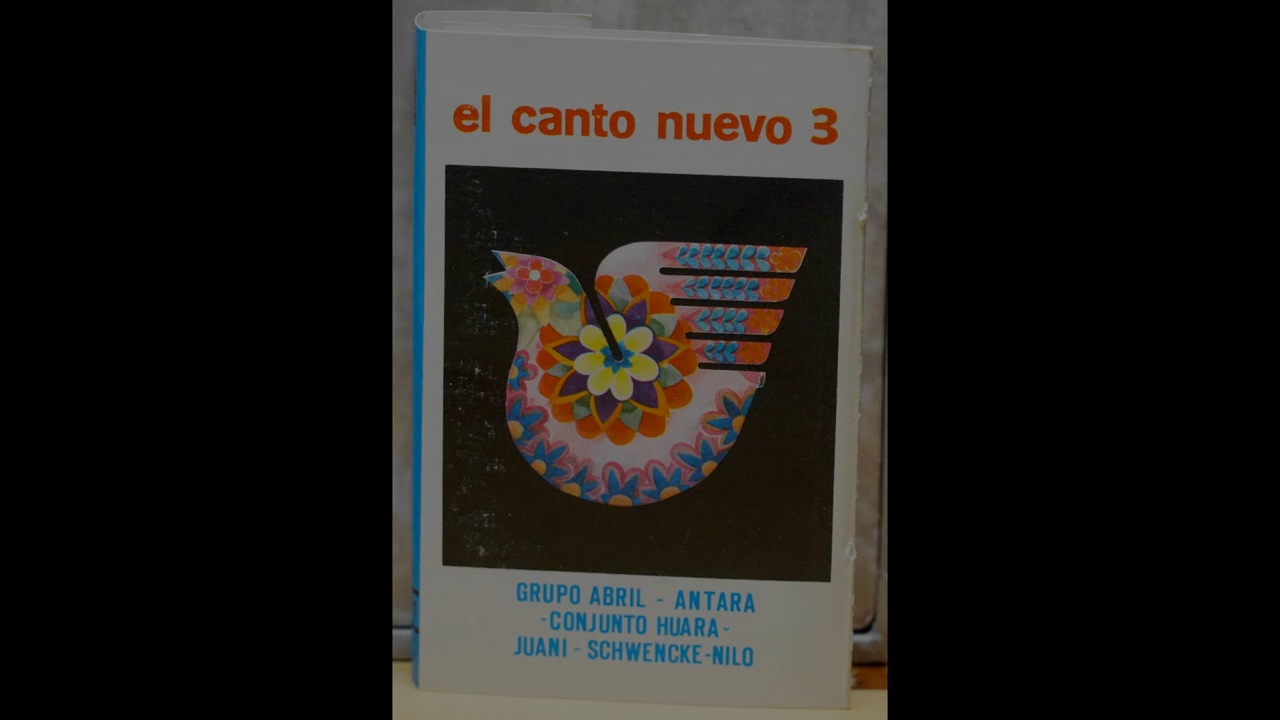 el canto nuevo 3
GRUPO ABRIL - ANTARA
-CONJUNTO HUARA-
JUANI - SCHWENCKE-NILO